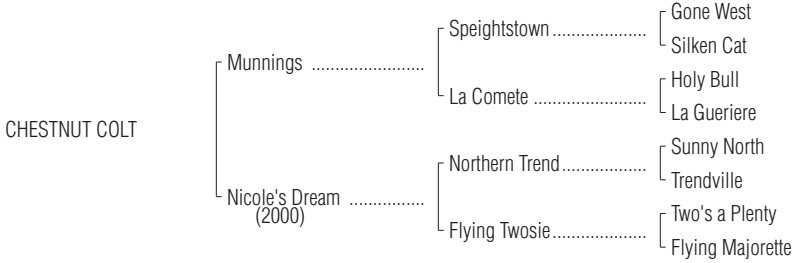 Gone West
Speightstown
Silken Cat
Munnings
Holy Bull
La Comete
La Gueriere
CHESTNUT COLT
Sunny North
Northern Trend
Trendville
Nicole's Dream
(2000)
Two's a Plenty
Flying Twosie
Flying Majorette